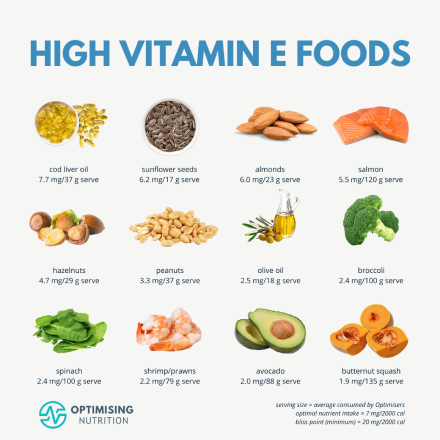 HIGH VITAMIN E FOODS
cod liver oil
7.7 mg/37 g serve
sunflower seeds
6.2 mg/17 g serve
almonds
6.0 mg/23 g serve
salmon
5.5 mg/120 g serve
hazelnuts
4.7 mg/29 g serve
peanuts
3.3 mg/37 g serve
olive oil
2.5 mg/18 g serve
broccoli
2.4 mg/100 g serve
spinach
2.4 mg/100 g serve
shrimp/prawns
2.2 mg/79 g serve
avocado
2.0 mg/88 g serve
butternut squash
1.9 mg/135 g serve
OPTIMISING
NUTRITION
serving size = average consumed by Optimisers
optimal nutrient intake = 7 mg/2000 cal
bliss point (minimum) = 20 mg/2000 cal